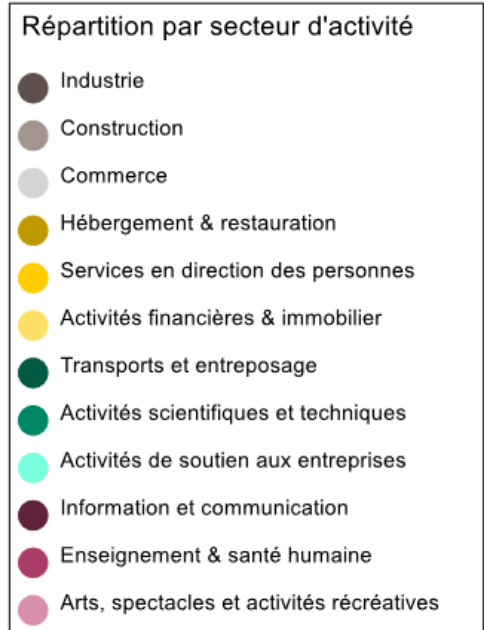 Répartition par secteur d'activité
Industrie
Construction
Commerce
Hébergement & restauration
Services en direction des personnes
Activités financières & immobilier
Transports et entreposage
Activités scientifiques et techniques
Activités de soutien aux entreprises
Information et communication
Enseignement & santé humaine
Arts, spectacles et activités récréatives